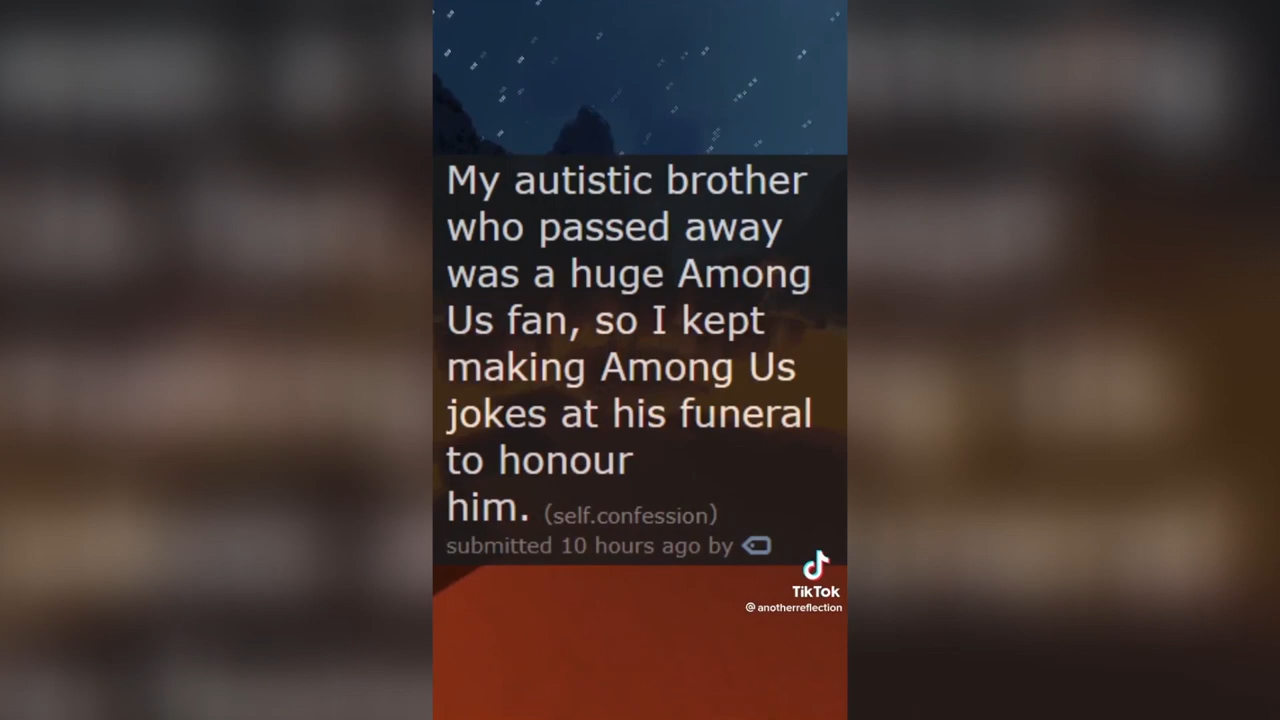 My autistic brother
who passed away
was a huge Among
Us fan, so I kept
making Among Us
jokes at his funeral
to honour
him. (self.confession)
submitted 10 hours ago by
TikTok
@anotherreflection